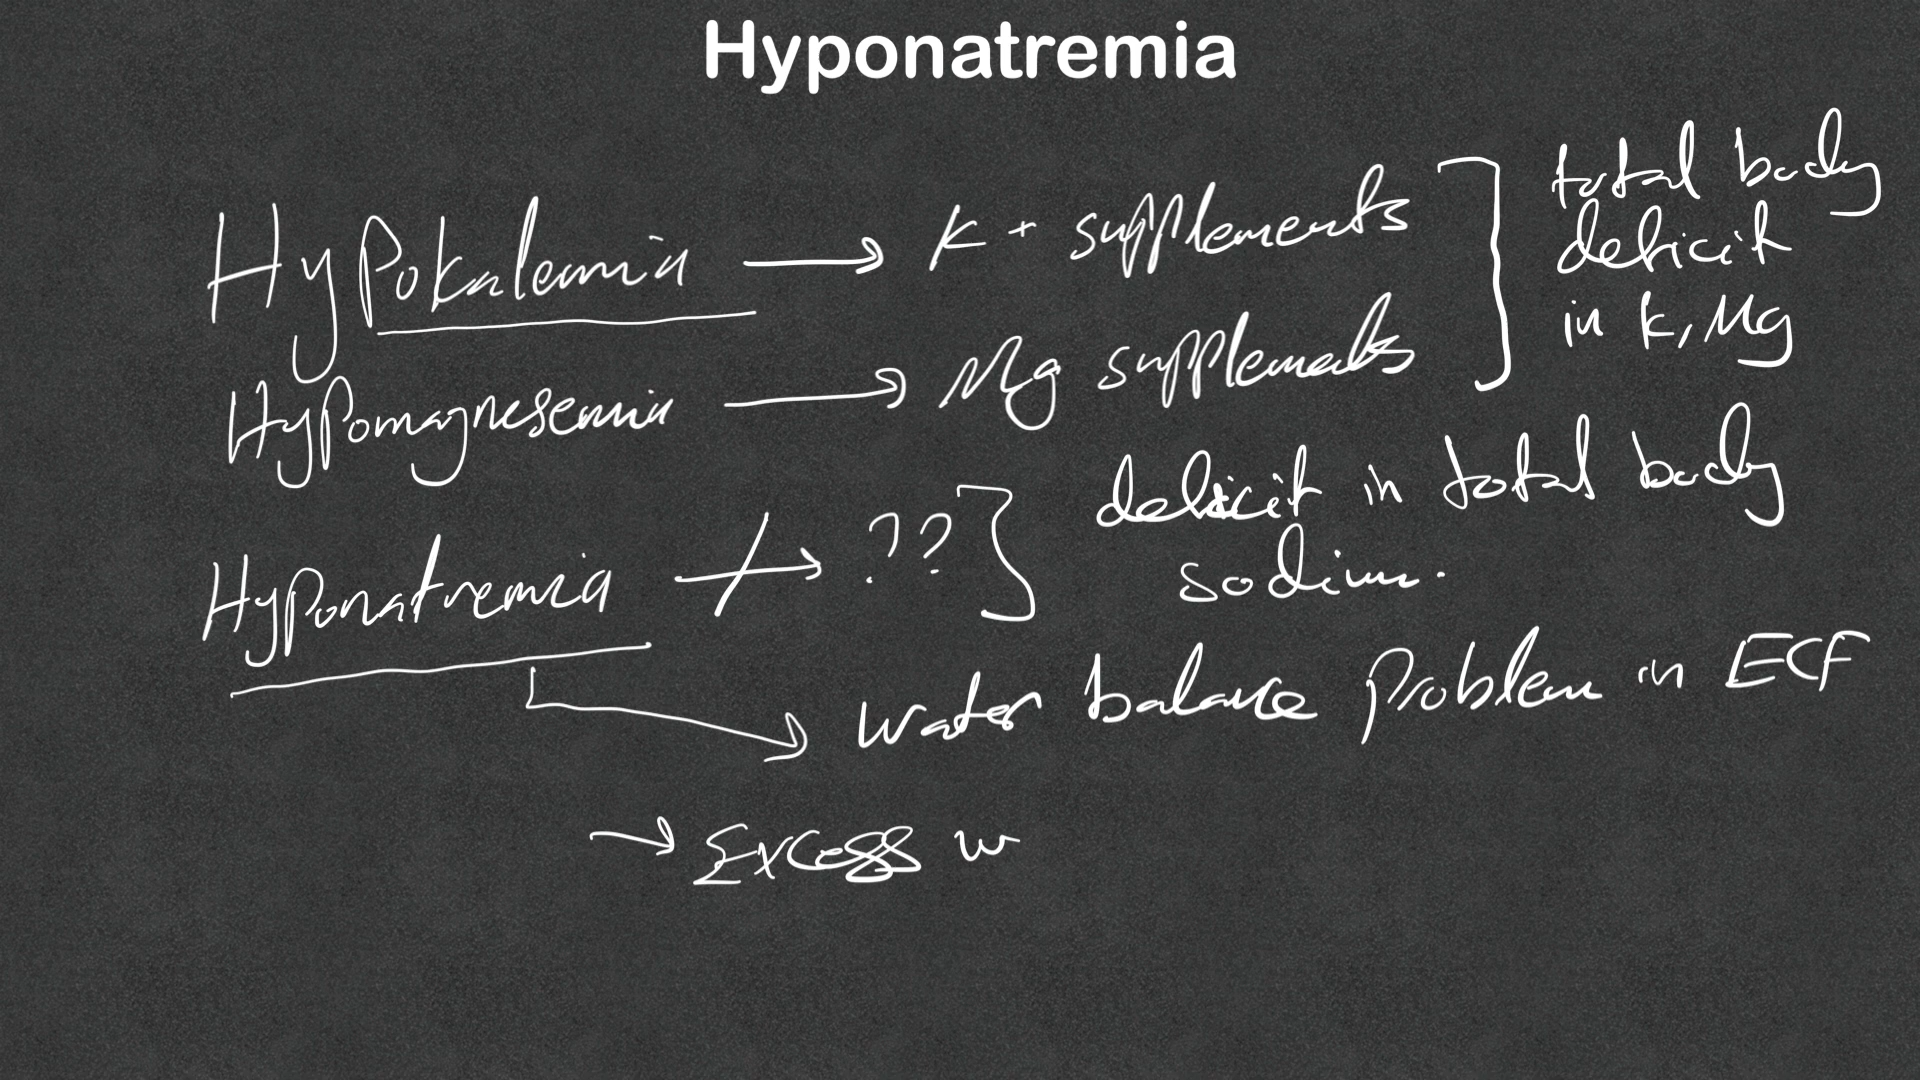 Hyponatremia
Hypokalemia → K + supplements ] total body deficit in K, Mg
Hypomagnesemia → Mg supplements
Hyponatremia → ?? ] deficit in total body sodium.
→ water balance problem in ECF
→ Excess w